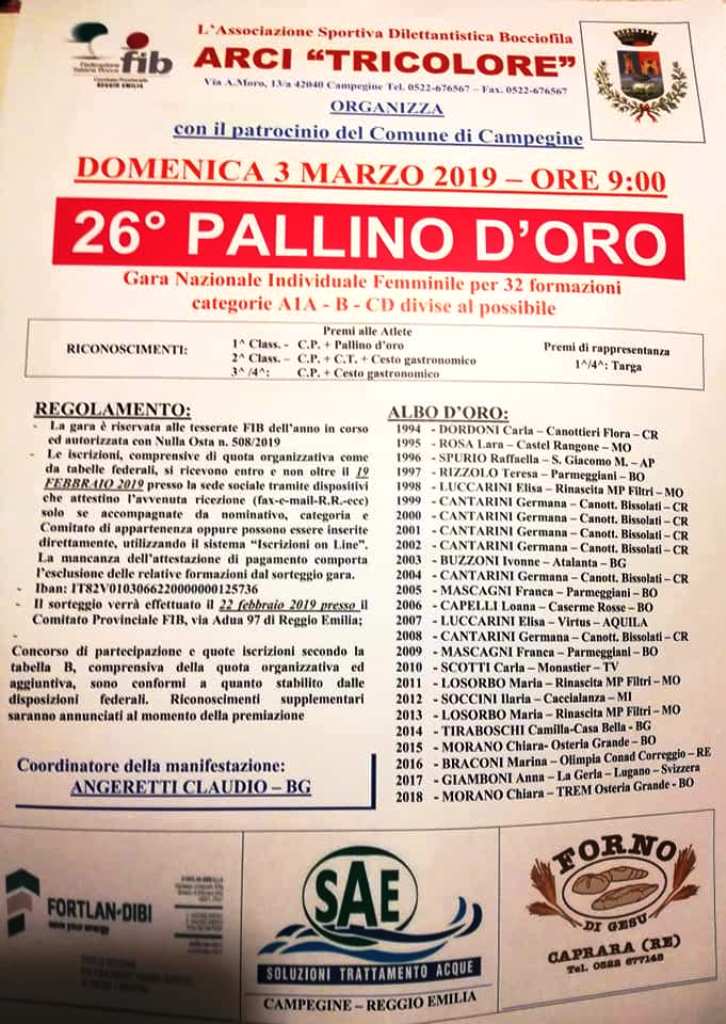 L'Associazione Sportiva Dilettantistica Bocciofila
fib
REGGIO EMILIA
ARCI “TRICOLORE”
Via A.Moro, 13/a 42040 Campegine Tel. 0522-676567 – Fax. 0522-676567
ORGANIZZA
con il patrocinio del Comune di Campegine
DOMENICA 3 MARZO 2019 – ORE 9:00
26° PALLINO D'ORO
Gara Nazionale Individuale Femminile per 32 formazioni
categorie A1A - B - CD divise al possibile
Premi alle Atlete
RICONOSCIMENTI:
1^ Class. - C.P. + Pallino d'oro
2^ Class. – C.P. + C.T. + Cesto gastronomico
3^ /4^: C.P. + Cesto gastronomico
Premi di rappresentanza
1^/4^: Targa
REGOLAMENTO:
- La gara è riservata alle tesserate FIB dell'anno in corso
ed autorizzata con Nulla Osta n. 508/2019
- Le iscrizioni, comprensive di quota organizzativa come
da tabelle federali, si ricevono entro e non oltre il 19
FEBBRAIO 2019 presso la sede sociale tramite dispositivi
che attestino l'avvenuta ricezione (fax-e-mail-R.R.-ecc)
solo se accompagnate da nominativo, categoria e
Comitato di appartenenza oppure possono essere inserite
direttamente, utilizzando il sistema “Iscrizioni on Line”.
La mancanza dell'attestazione di pagamento comporta
l'esclusione delle relative formazioni dal sorteggio gara.
- Iban: IT82V0103066220000000125736
- Il sorteggio verrà effettuato il 22 febbraio 2019 presso il
Comitato Provinciale FIB, via Adua 97 di Reggio Emilia;
-
Concorso di partecipazione e quote iscrizioni secondo la
tabella B, comprensiva della quota organizzativa ed
aggiuntiva, sono conformi a quanto stabilito dalle
disposizioni federali. Riconoscimenti supplementari
saranno annunciati al momento della premiazione
Coordinatore della manifestazione:
ANGERETTI CLAUDIO – BG
ALBO D'ORO:
1994 - DORDONI Carla – Canottieri Flora – CR
1995 - ROSA Lara – Castel Rangone – MO
1996 - SPURIO Raffaella – S. Giacomo M. – AP
1997 - RIZZOLO Teresa – Parmeggiani – BO
1998 - LUCCARINI Elisa – Rinascita MP Filtri – MO
1999 - CANTARINI Germana – Canott. Bissolati – CR
2000 - CANTARINI Germana – Canott. Bissolati – CR
2001 - CANTARINI Germana – Canott. Bissolati – CR
2002 - CANTARINI Germana – Canott. Bissolati – CR
2003 - BUZZONI Ivonne – Atalanta – BG
2004 - CANTARINI Germana – Canott. Bissolati – CR
2005 - MASCAGNI Franca – Parmeggiani – BO
2006 - CAPELLI Loana – Caserme Rosse – BO
2007 - LUCCARINI Elisa – Virtus – AQUILA
2008 - CANTARINI Germana – Canott. Bissolati – CR
2009 - MASCAGNI Franca – Parmeggiani – BO
2010 - SCOTTI Carla – Monastier – TV
2011 - LOSORBO Maria – Rinascita MP Filtri – MO
2012 - SOCCINI Ilaria – Caccialanza – MI
2013 - LOSORBO Maria – Rinascita MP Filtri – MO
2014 - TIRABOSCHI Camilla-Casa Bella - BG
2015 - MORANO Chiara- Osteria Grande – BO
2016 - BRACONI Marina – Olimpia Conad Correggio – RE
2017 - GIAMBONI Anna – La Gerla – Lugano – Svizzera
2018 - MORANO Chiara – TREM Osteria Grande - BO
FORTLAN-DIBI
save your energy
SAE
SOLUZIONI TRATTAMENTO ACQUE
CAMPEGINE – REGGIO EMILIA
FORNO
DI GESU
CAPRARA (RE)
Tel. 0522 677148